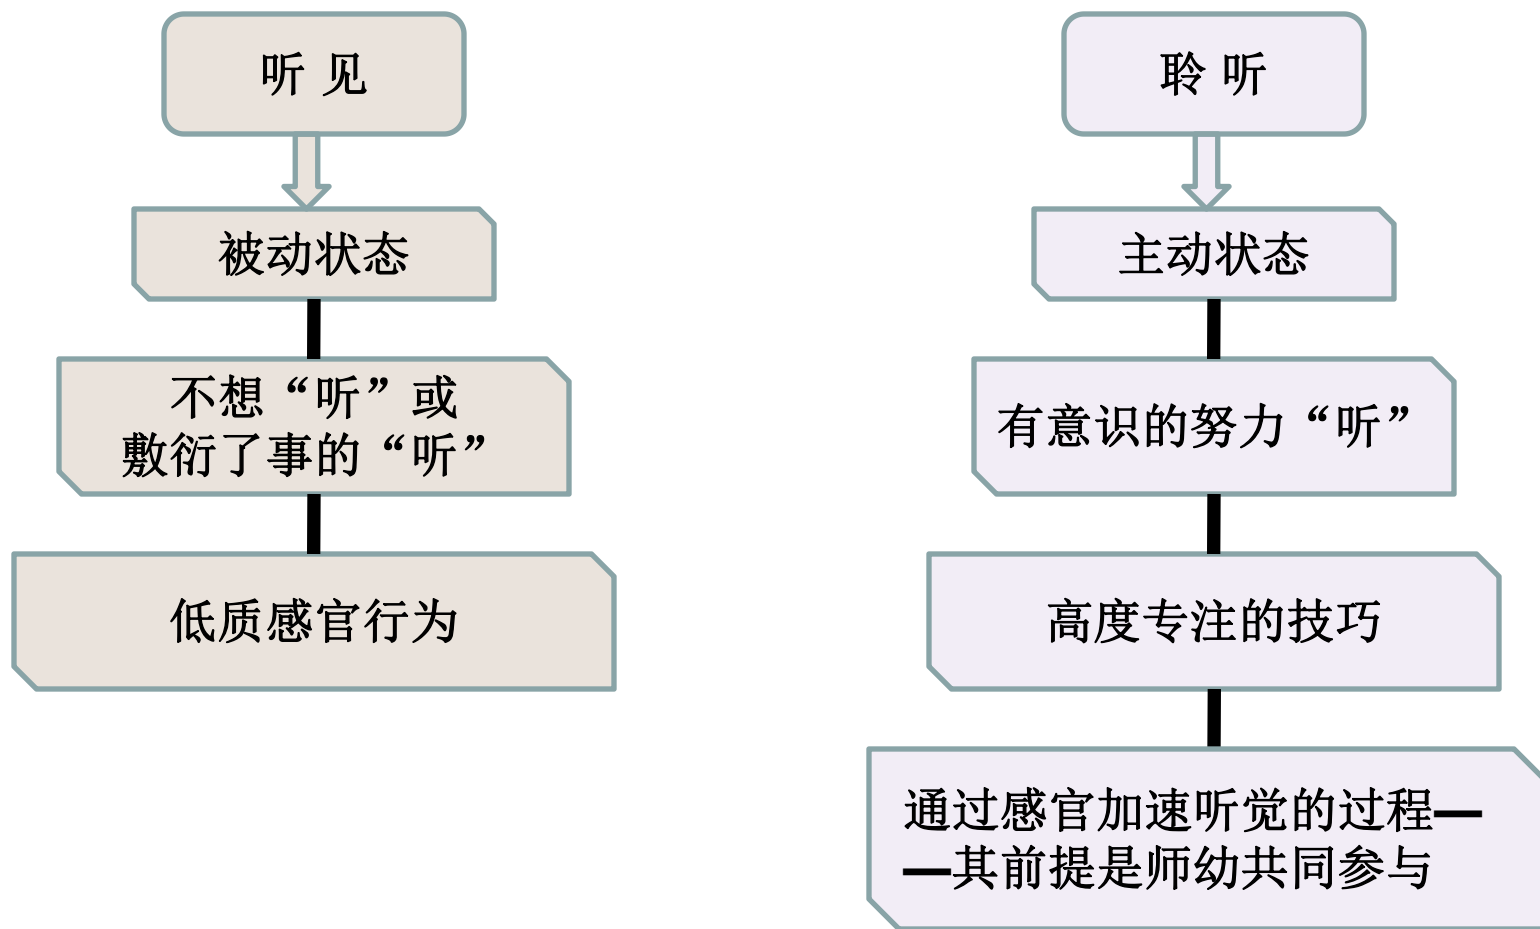 听 见
被动状态
不想“听”或
敷衍了事的“听”
低质感官行为
聆 听
主动状态
有意识的努力“听”
高度专注的技巧
通过感官加速听觉的过程—
—其前提是师幼共同参与